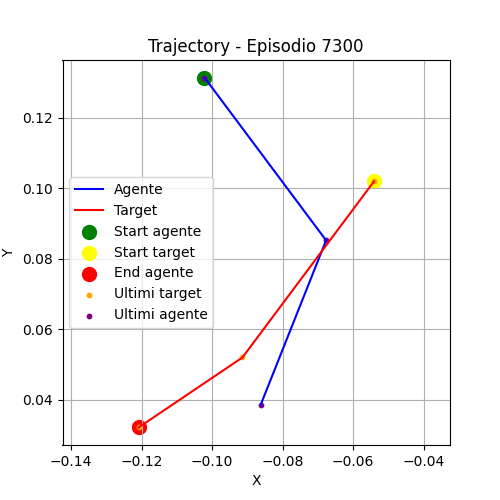 Trajectory - Episodio 7300
0.12
0.10
0.08
0.06
0.04
Y
Agente
Target
Start agente
Start target
End agente
Ultimi target
Ultimi agente
−0.14
−0.12
−0.10
−0.08
−0.06
−0.04
X